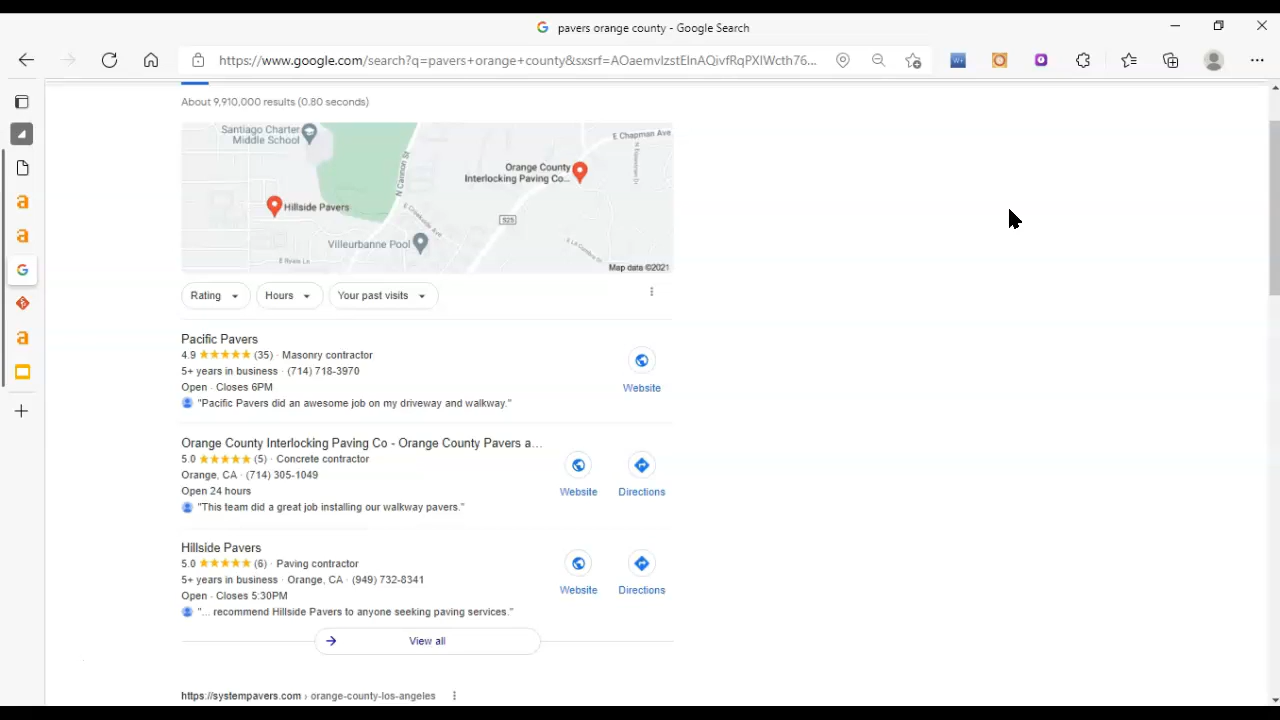 pavers orange county - Google Search
https://www.google.com/search?q=pavers+orange+county&sxsrf=AOaemvIzstEInAQivfRqPXIWcth76...
About 9,910,000 results (0.80 seconds)
Santiago Charter
Middle School
E Chapman Ave
N Cannon St
Orange County
Interlocking Paving Co...
Hillside Pavers
S25
Villeurbanne Pool
Map data ©2021
Rating
Hours
Your past visits
Pacific Pavers
4.9 ★★★★★ (35) · Masonry contractor
5+ years in business · (714) 718-3970
Open · Closes 6PM
"Pacific Pavers did an awesome job on my driveway and walkway."
Website
Orange County Interlocking Paving Co - Orange County Pavers a...
5.0 ★★★★★ (5) · Concrete contractor
Orange, CA · (714) 305-1049
Open 24 hours
"This team did a great job installing our walkway pavers."
Website
Directions
Hillside Pavers
5.0 ★★★★★ (6) · Paving contractor
5+ years in business · Orange, CA · (949) 732-8341
Open · Closes 5:30PM
"... recommend Hillside Pavers to anyone seeking paving services."
Website
Directions
View all
https://systempavers.com › orange-county-los-angeles